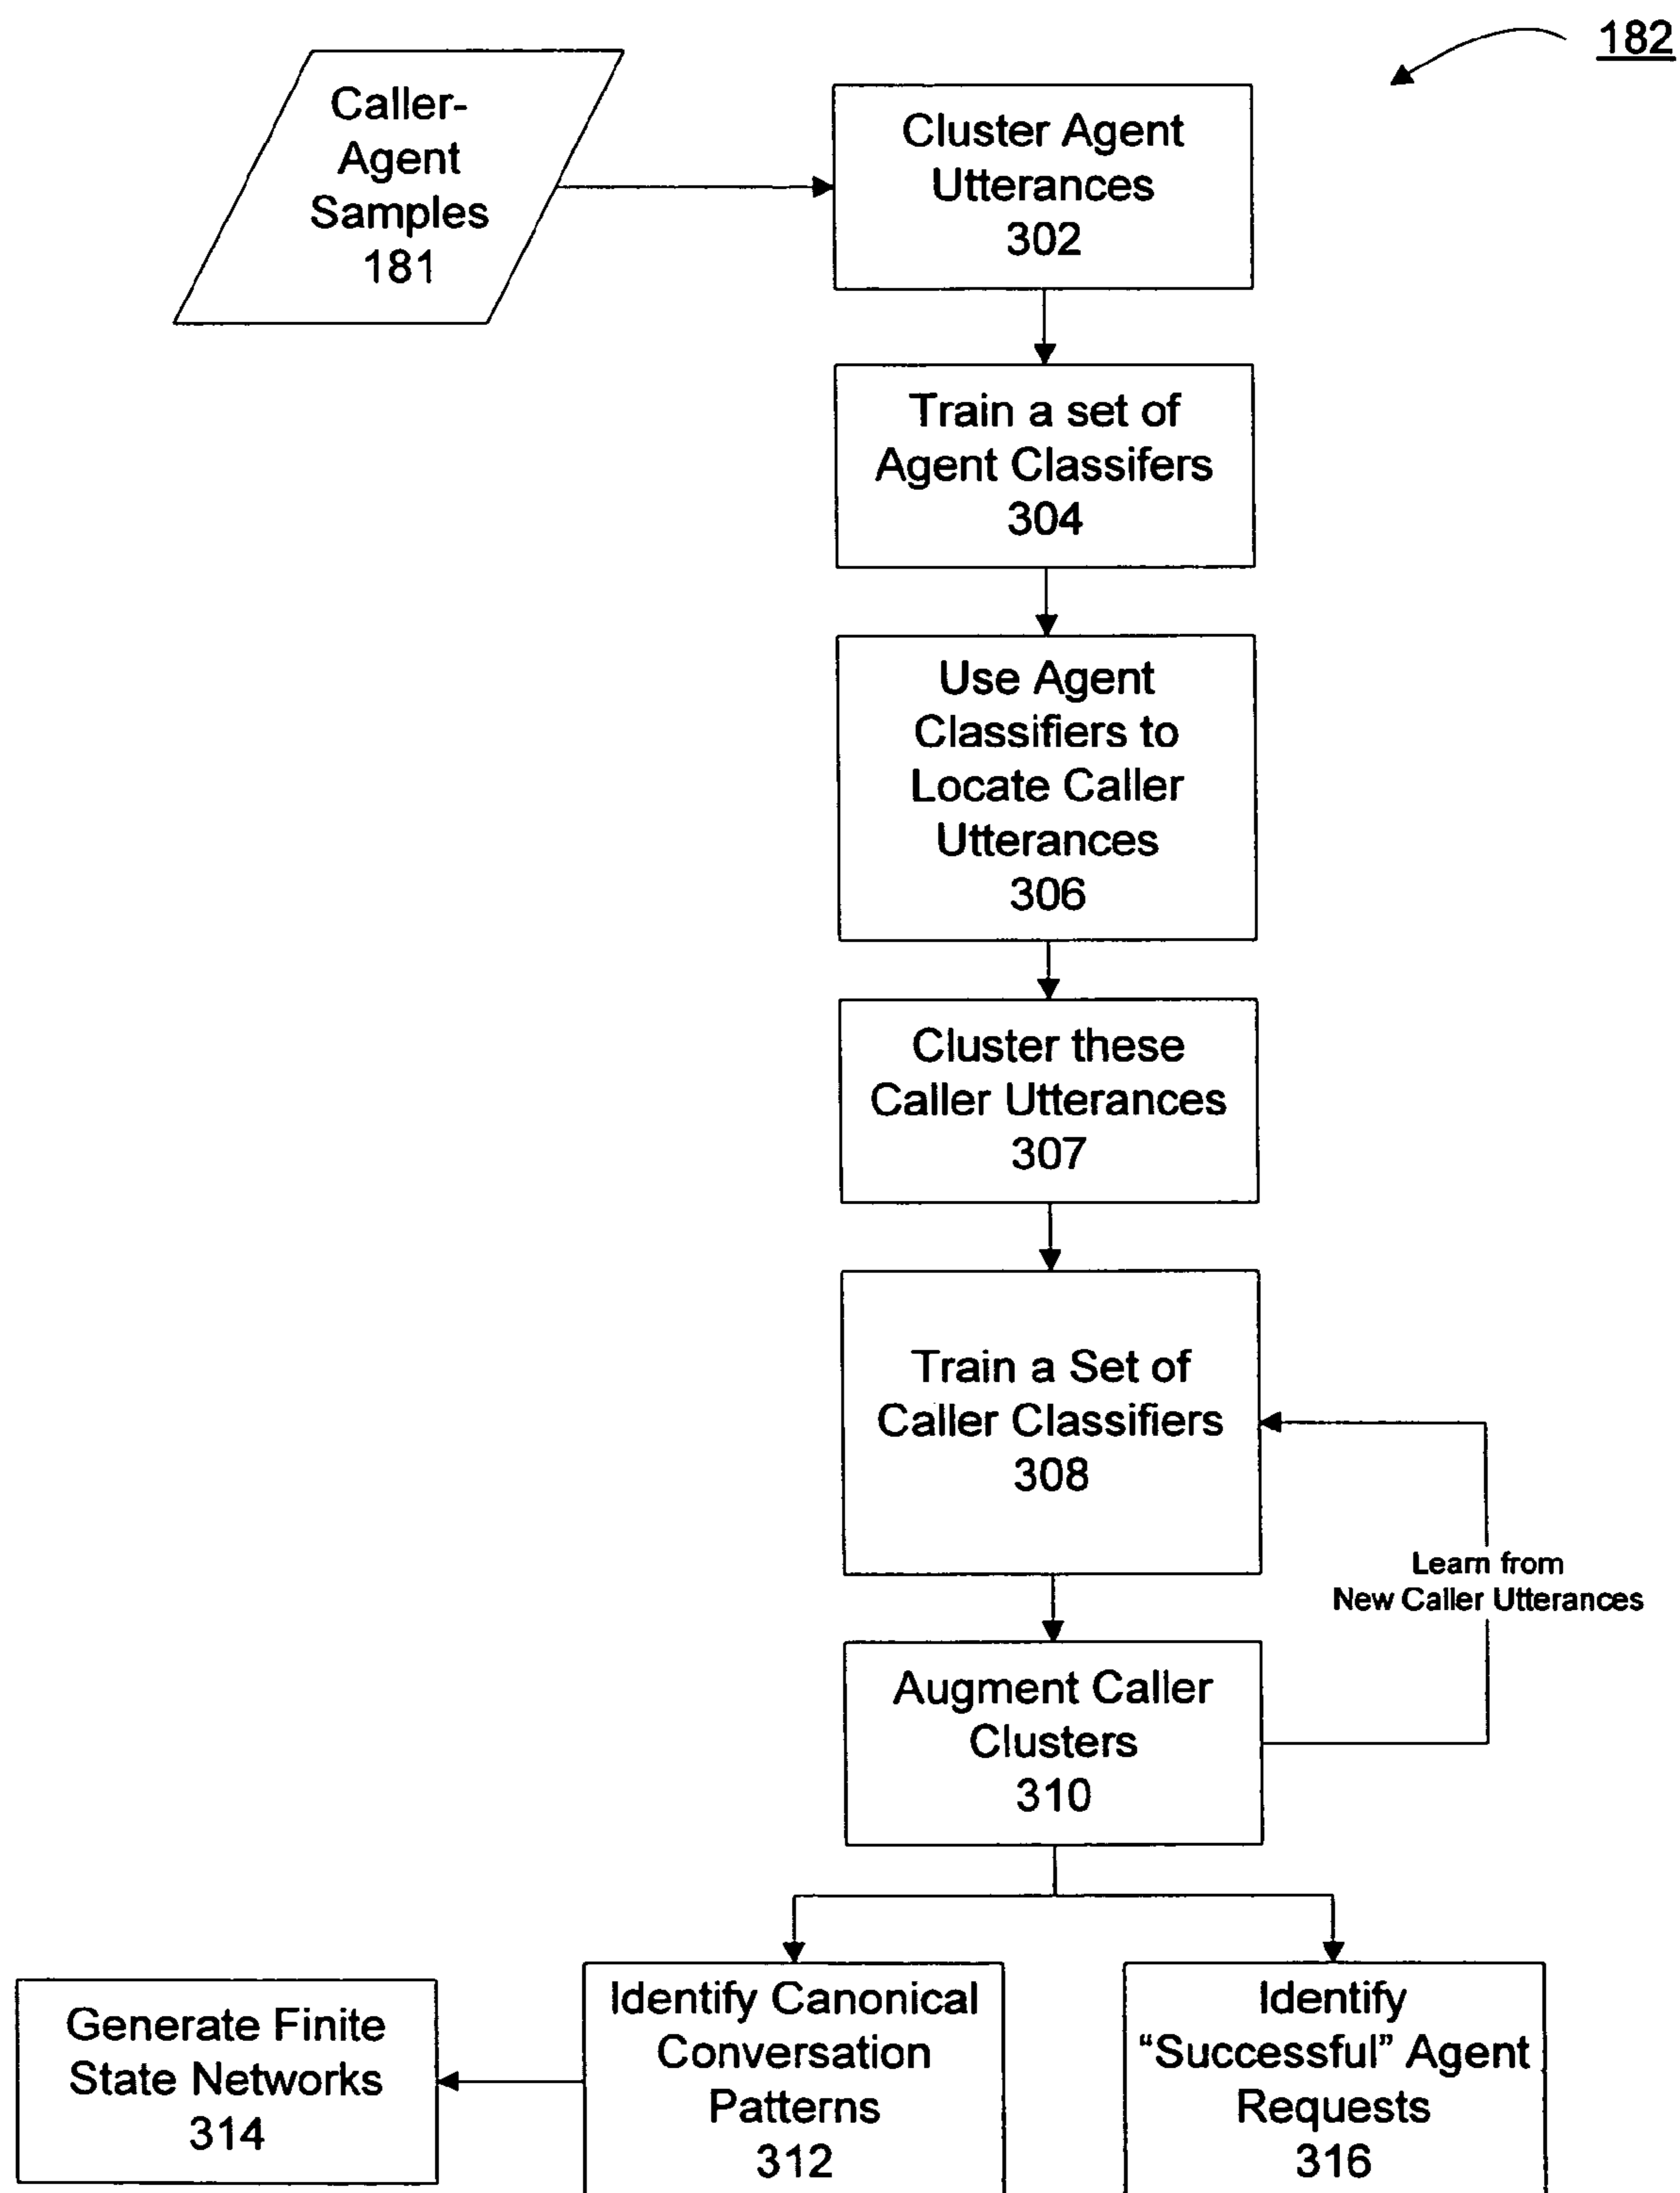 182
Caller-
Agent
Samples
181
Cluster Agent
Utterances
302
Train a set of
Agent Classifers
304
Use Agent
Classifiers to
Locate Caller
Utterances
306
Cluster these
Caller Utterances
307
Train a Set of
Caller Classifiers
308
Learn from
New Caller Utterances
Augment Caller
Clusters
310
Generate Finite
State Networks
314
Identify Canonical
Conversation
Patterns
312
Identify
“Successful” Agent
Requests
316